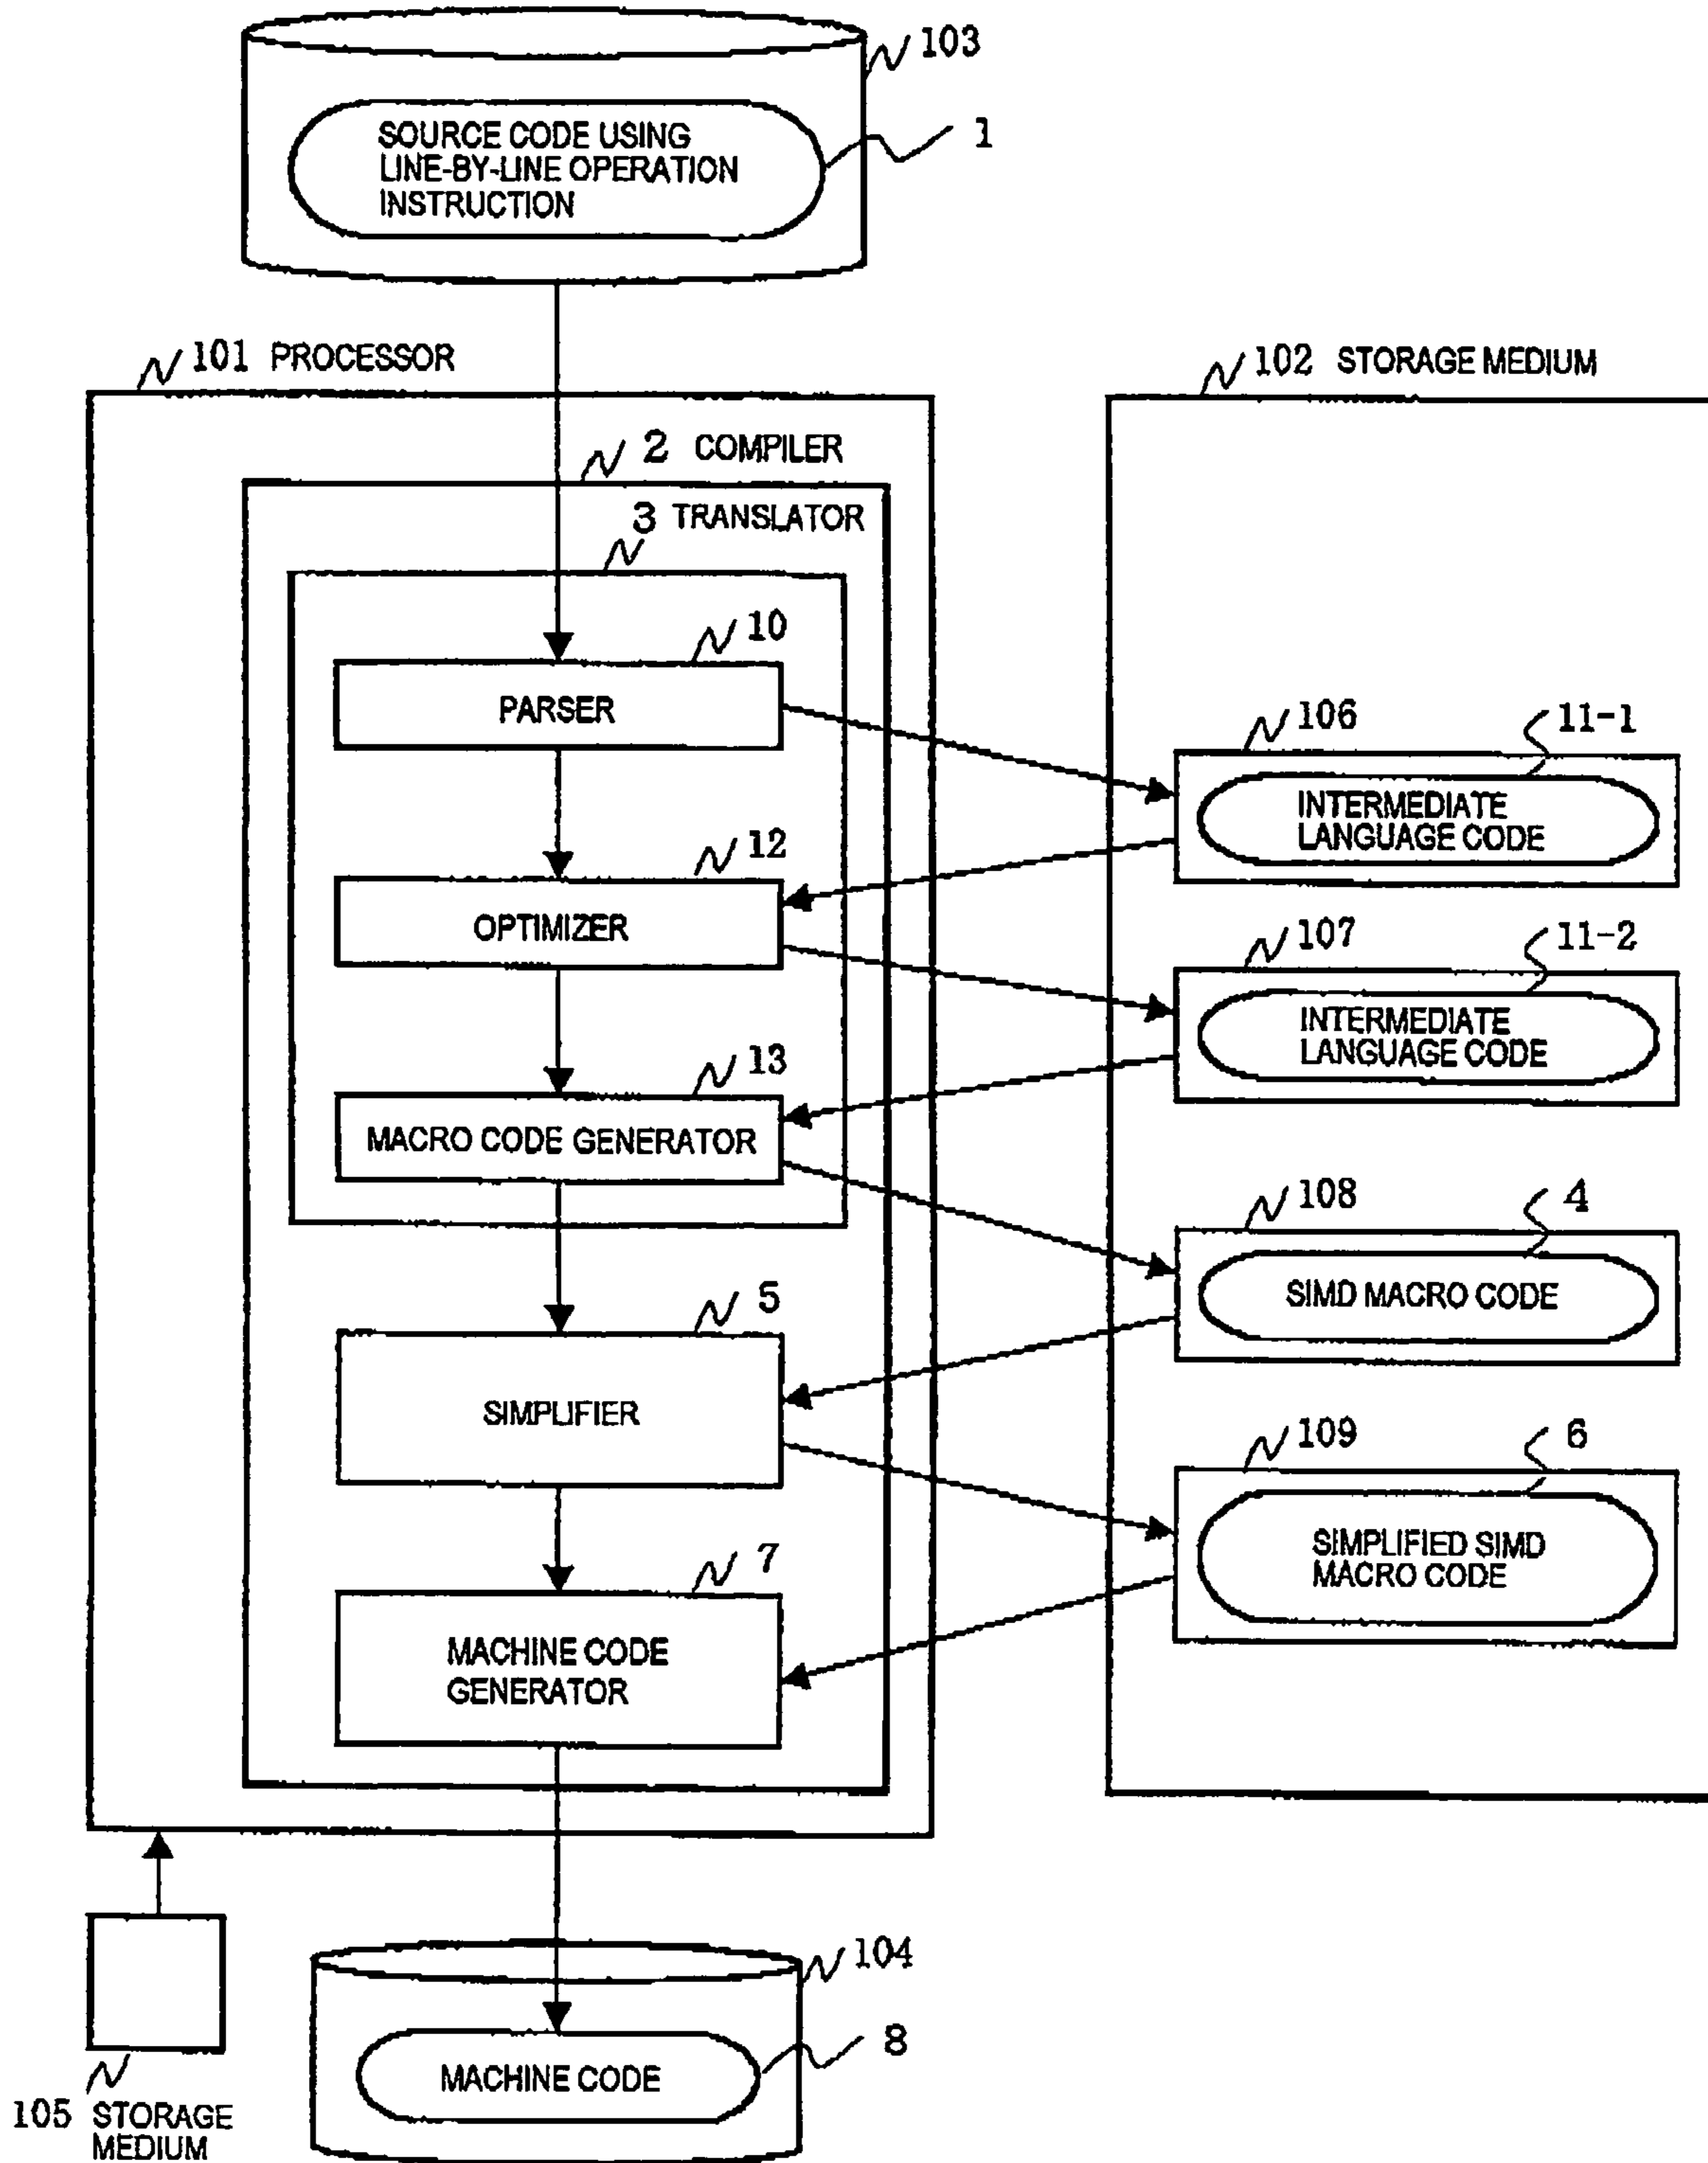 103
SOURCE CODE USING
LINE-BY-LINE OPERATION
INSTRUCTION
1
101 PROCESSOR
102 STORAGE MEDIUM
2 COMPILER
3 TRANSLATOR
10
PARSER
106
11-1
INTERMEDIATE
LANGUAGE CODE
12
OPTIMIZER
107
11-2
INTERMEDIATE
LANGUAGE CODE
13
MACRO CODE GENERATOR
108
4
SIMD MACRO CODE
5
SIMPLIFIER
109
6
SIMPLIFIED SIMD
MACRO CODE
7
MACHINE CODE
GENERATOR
104
8
MACHINE CODE
105 STORAGE
MEDIUM